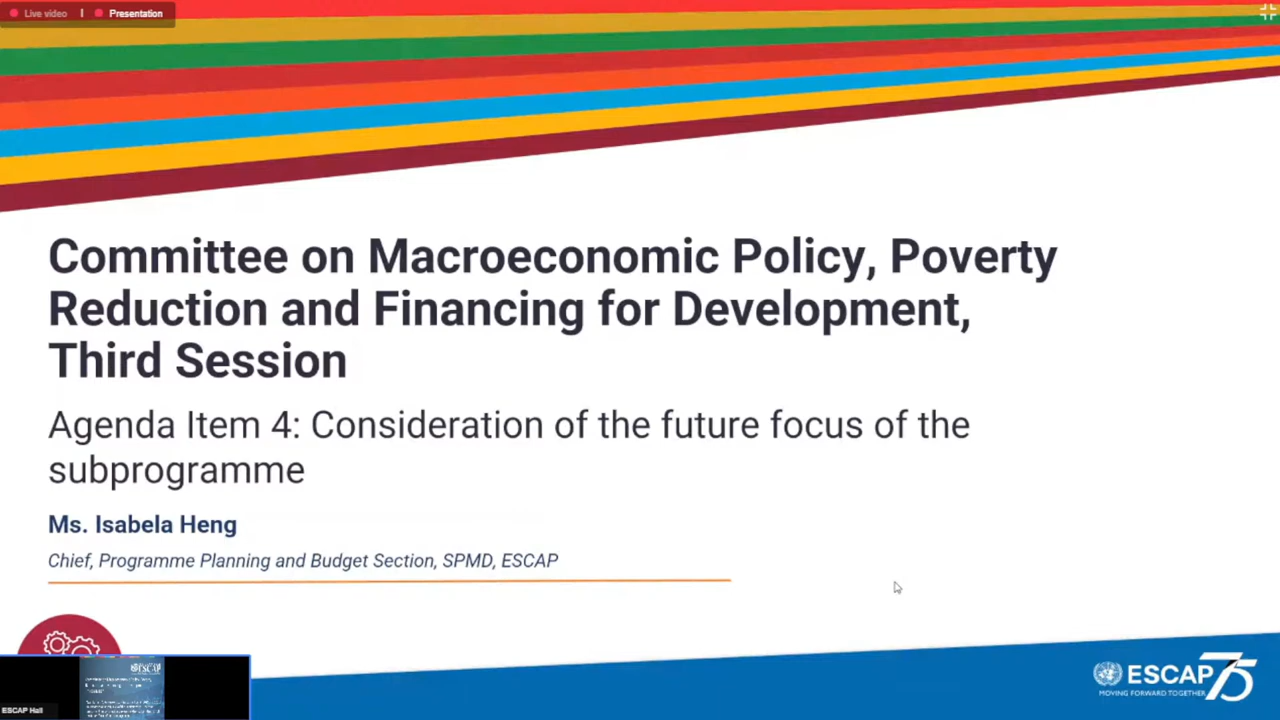 Live video | Presentation
Committee on Macroeconomic Policy, Poverty
Reduction and Financing for Development,
Third Session
Agenda Item 4: Consideration of the future focus of the
subprogramme
Ms. Isabela Heng
Chief, Programme Planning and Budget Section, SPMD, ESCAP
ESCAP
ESCAP Hall
ESCAP 75
MOVING FORWARD TOGETHER